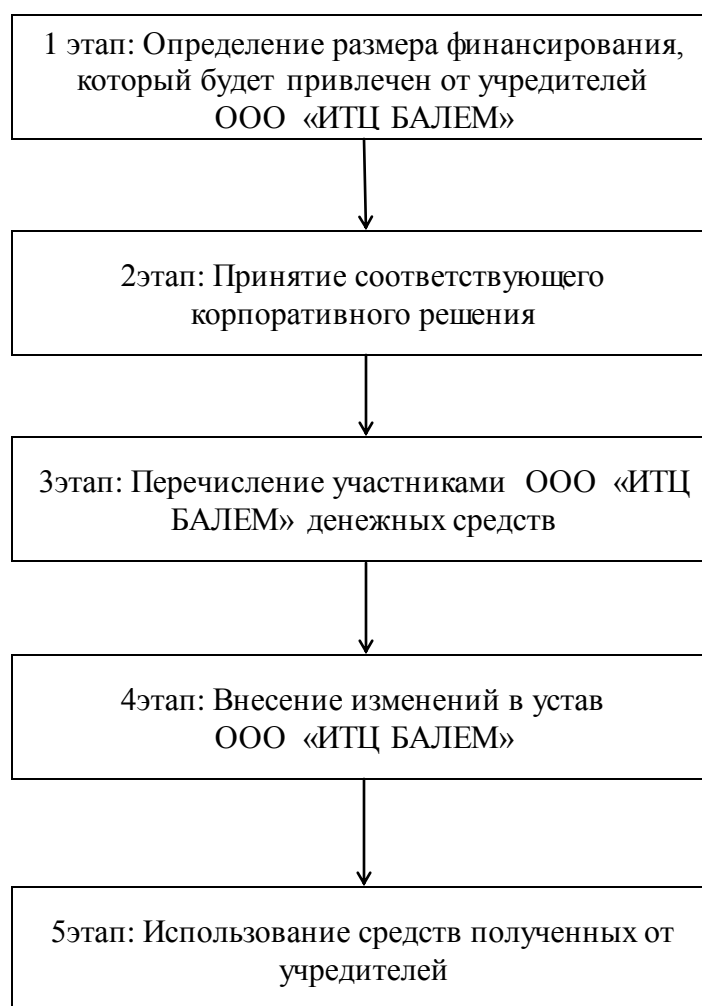 1 этап: Определение размера финансирования,
который будет привлечен от учредителей
ООО «ИТЦ БАЛЕМ»
2этап: Принятие соответствующего
корпоративного решения
3этап: Перечисление участниками ООО «ИТЦ
БАЛЕМ» денежных средств
4этап: Внесение изменений в устав
ООО «ИТЦ БАЛЕМ»
5этап: Использование средств полученных от
учредителей